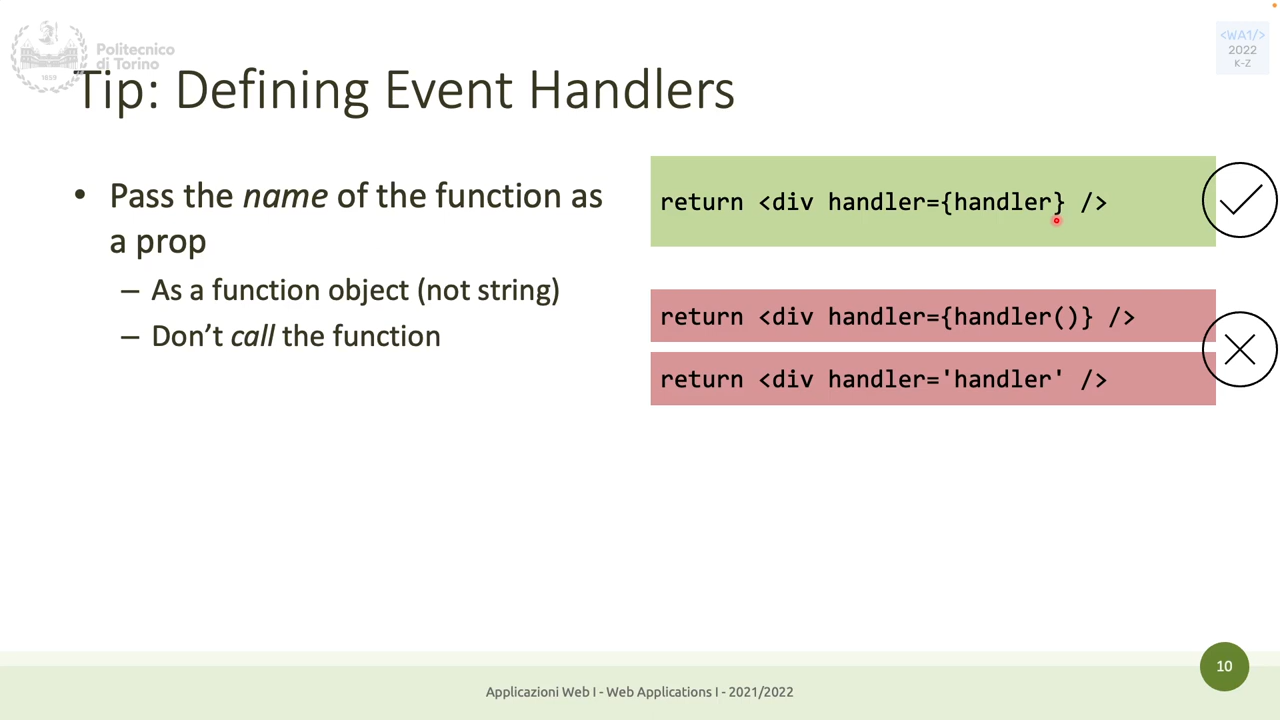 Politecnico
di Torino
1859
<WA1/>
2022
K-Z
Tip: Defining Event Handlers
• Pass the name of the function as
a prop
– As a function object (not string)
– Don’t call the function
return <div handler={handler} />
return <div handler={handler()} />
return <div handler='handler' />
Applicazioni Web I - Web Applications I - 2021/2022
10